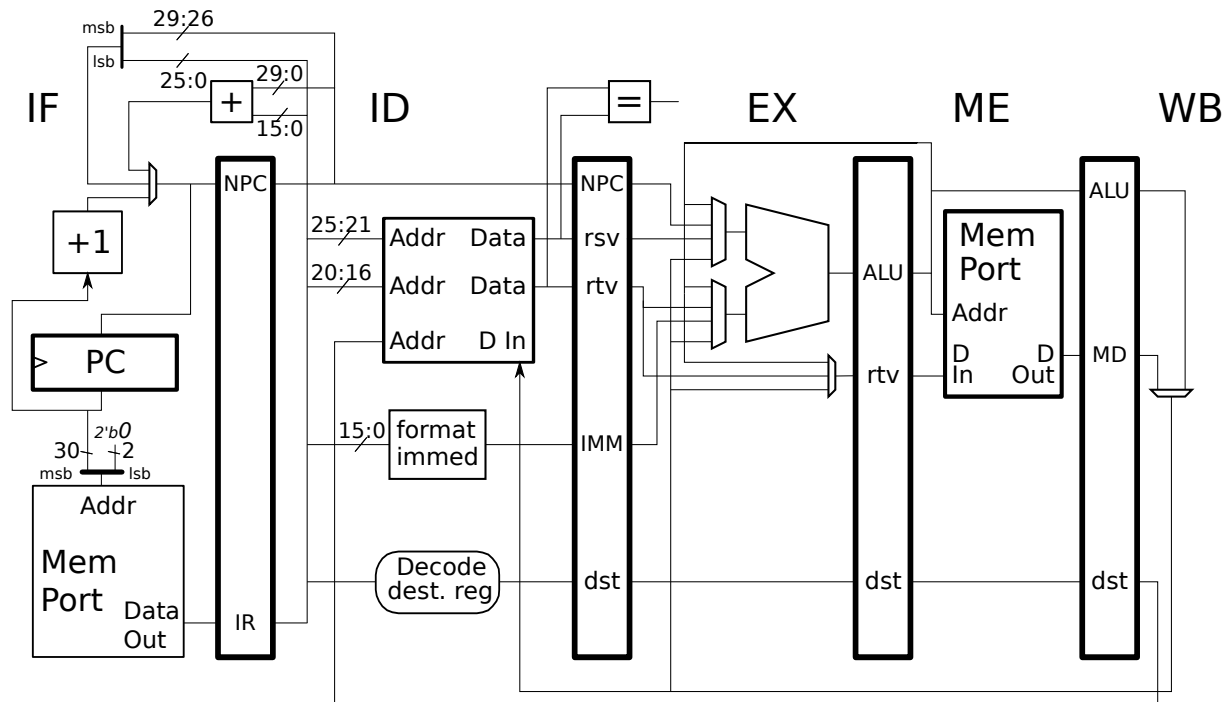 29:26
msb
lsb
25:0
29:0
+
15:0
=
IF
ID
EX
ME
WB
+1
PC
2'b0
30
2
msb
lsb
Addr
Mem
Port
Data
Out
NPC
IR
25:21
20:16
Addr
Data
Addr
Data
Addr
D In
15:0
format
immed
Decode
dest. reg
NPC
rsv
rtv
IMM
dst
ALU
rtv
dst
Mem
Port
Addr
D
In
D
Out
ALU
MD
dst